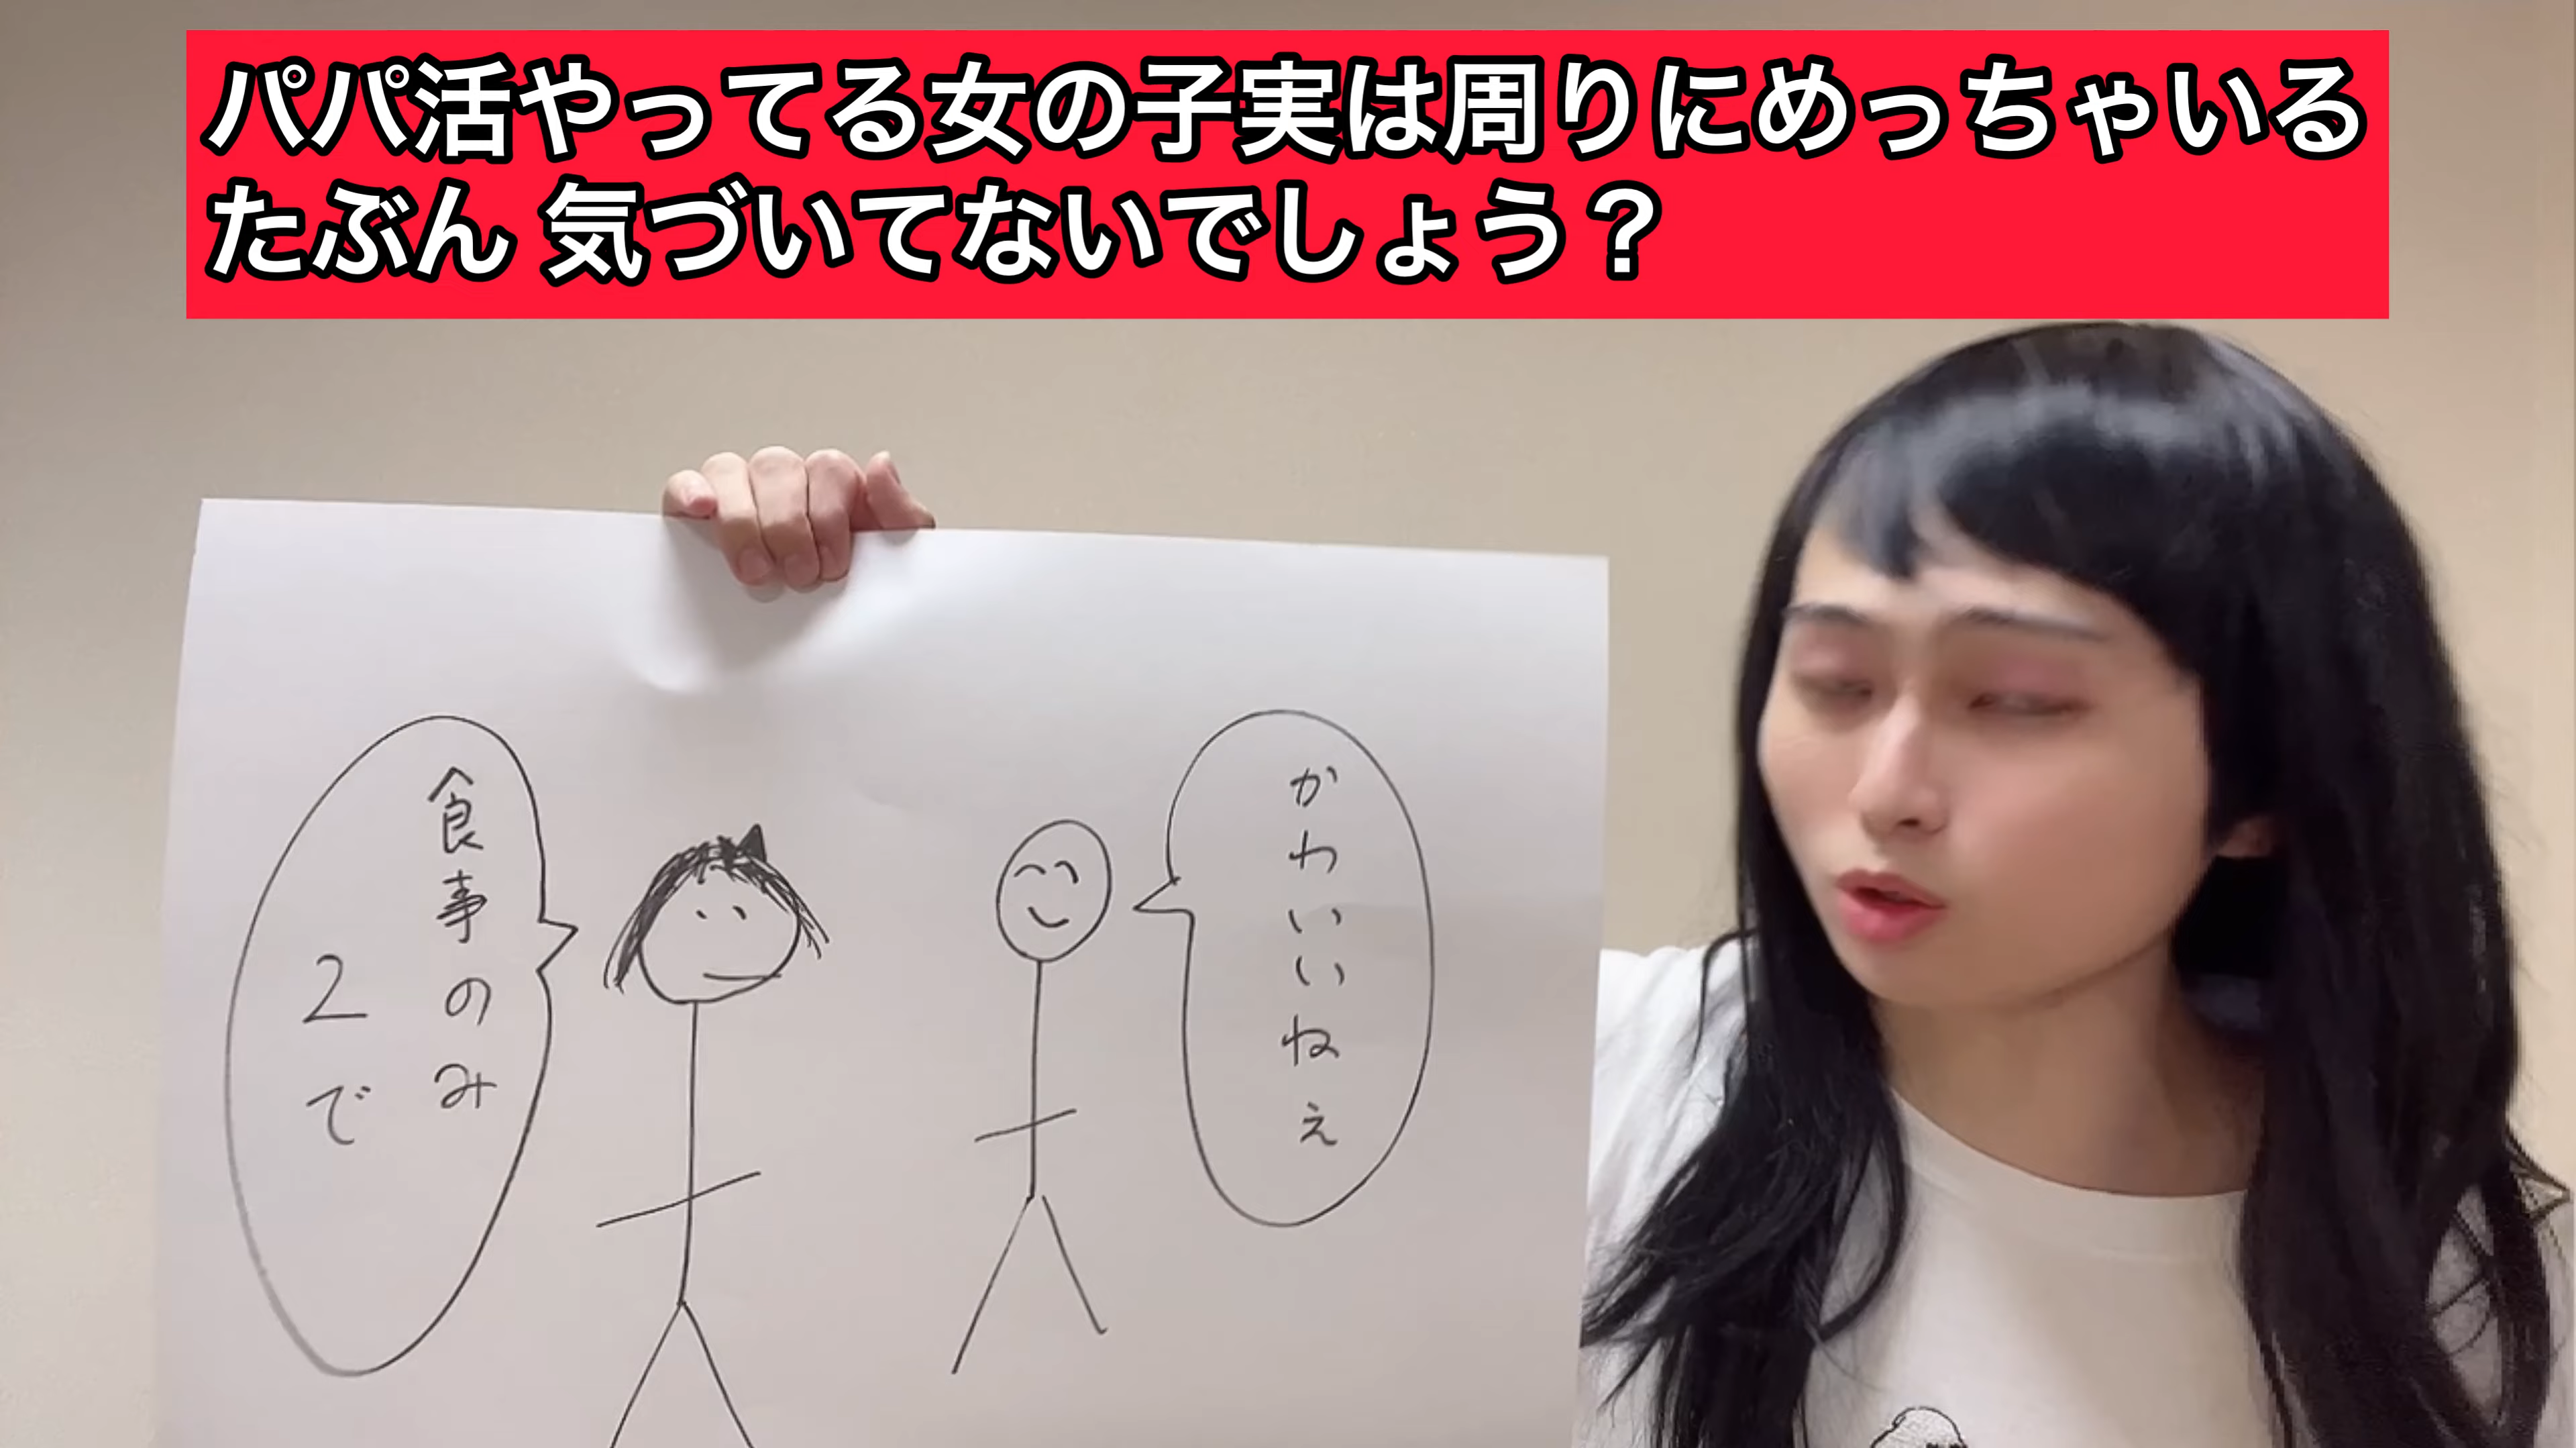 パパ活やってる女の子実は周りにめっちゃいる
たぶん 気づいてないでしょう？
かわいいねぇ
食事のみ
2で